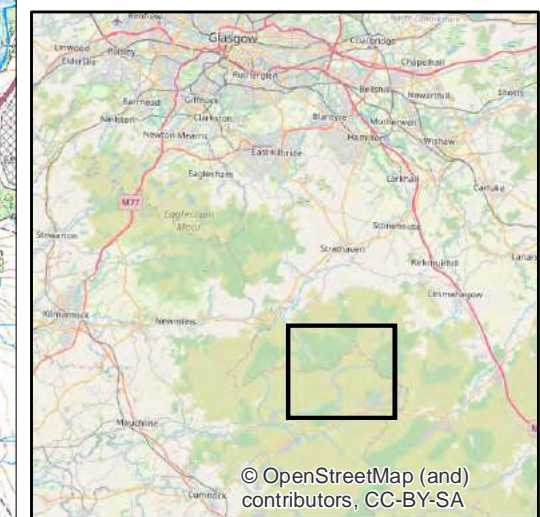 Renfrew
Glasgow
Coatbridge
Linwood
Paisley
Elderslie
Chapelhall
Rutherglen
Bellshill
Newarthill
Shotts
Barrhead
Giffnock
Neilston
Clarkston
Blantyre
Motherwell
Newton Mearns
Hamilton
Wishaw
East Kilbride
Eaglesham
Larkhall
Carluke
M77
Eaglesham
Moor
Stewarton
Stonehouse
Strathaven
Kirkmuirhill
Lanar
Lesmahagow
Kilmarnock
Newmilns
M
Mauchline
© OpenStreetMap (and)
contributors, CC-BY-SA
Cumnock